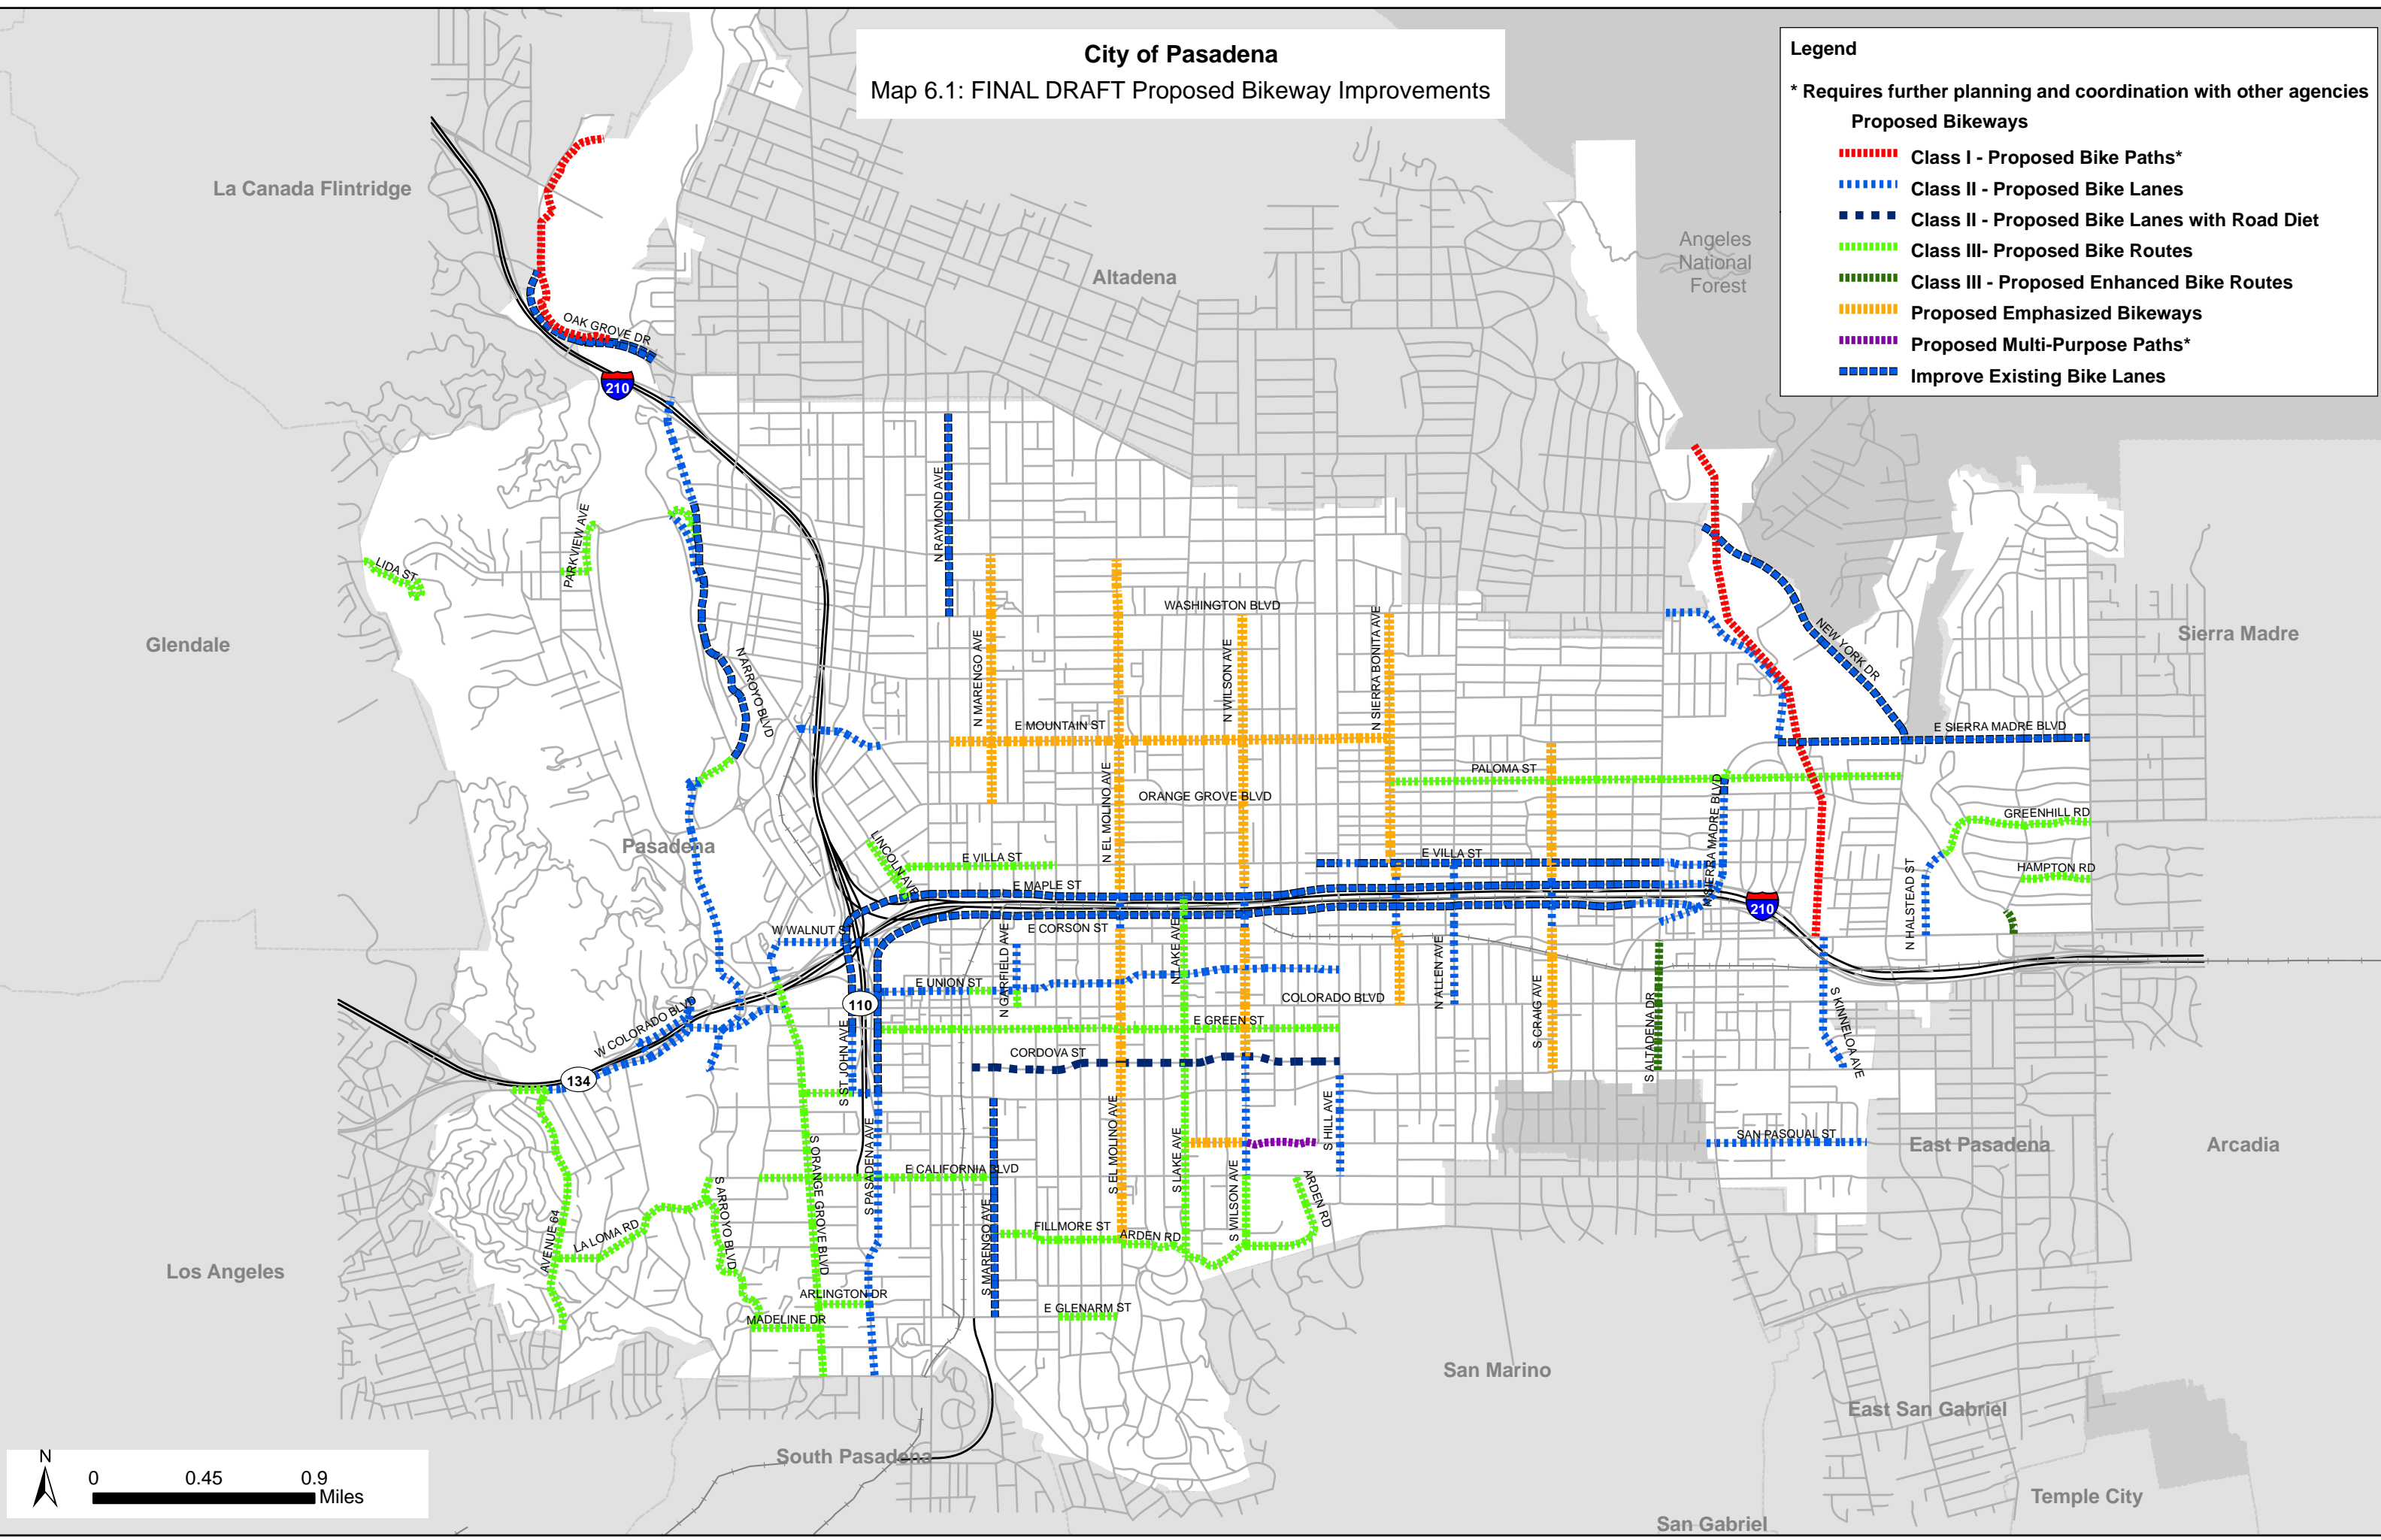 City of Pasadena
Map 6.1: FINAL DRAFT Proposed Bikeway Improvements
Legend
* Requires further planning and coordination with other agencies
Proposed Bikeways
Class I - Proposed Bike Paths*
Class II - Proposed Bike Lanes
Class II - Proposed Bike Lanes with Road Diet
Class III- Proposed Bike Routes
Class III - Proposed Enhanced Bike Routes
Proposed Emphasized Bikeways
Proposed Multi-Purpose Paths*
Improve Existing Bike Lanes
La Canada Flintridge
Altadena
Angeles
National
Forest
OAK GROVE DR
210
N RAYMOND AVE
PARKVIEW AVE
LIDA ST
Glendale
Sierra Madre
WASHINGTON BLVD
N MARENGO AVE
N WILSON AVE
N SIERRA BONITA AVE
NEW YORK DR
N ARROYO BLVD
E MOUNTAIN ST
E SIERRA MADRE BLVD
PALOMA ST
N EL MOLINO AVE
ORANGE GROVE BLVD
N SIERRA MADRE BLVD
GREENHILL RD
Pasadena
LINCOLN AVE
E VILLA ST
E VILLA ST
HAMPTON RD
E MAPLE ST
N HALSTEAD ST
210
W WALNUT ST
E CORSON ST
N GARFIELD AVE
N LAKE AVE
N ALLEN AVE
E UNION ST
COLORADO BLVD
110
W COLORADO BLVD
E GREEN ST
S CRAIG AVE
S ALTADENA DR
S KINNELOA AVE
CORDOVA ST
134
S ST JOHN AVE
S PASADENA AVE
S ORANGE GROVE BLVD
S EL MOLINO AVE
S LAKE AVE
S WILSON AVE
S HILL AVE
SAN PASQUAL ST
East Pasadena
Arcadia
E CALIFORNIA BLVD
S ARROYO BLVD
ARDEN RD
AVENUE 64
LA LOMA RD
FILLMORE ST
ARDEN RD
S MARENGO AVE
Los Angeles
ARLINGTON DR
MADELINE DR
E GLENARM ST
San Marino
East San Gabriel
South Pasadena
Temple City
San Gabriel
N
0 0.45 0.9
Miles